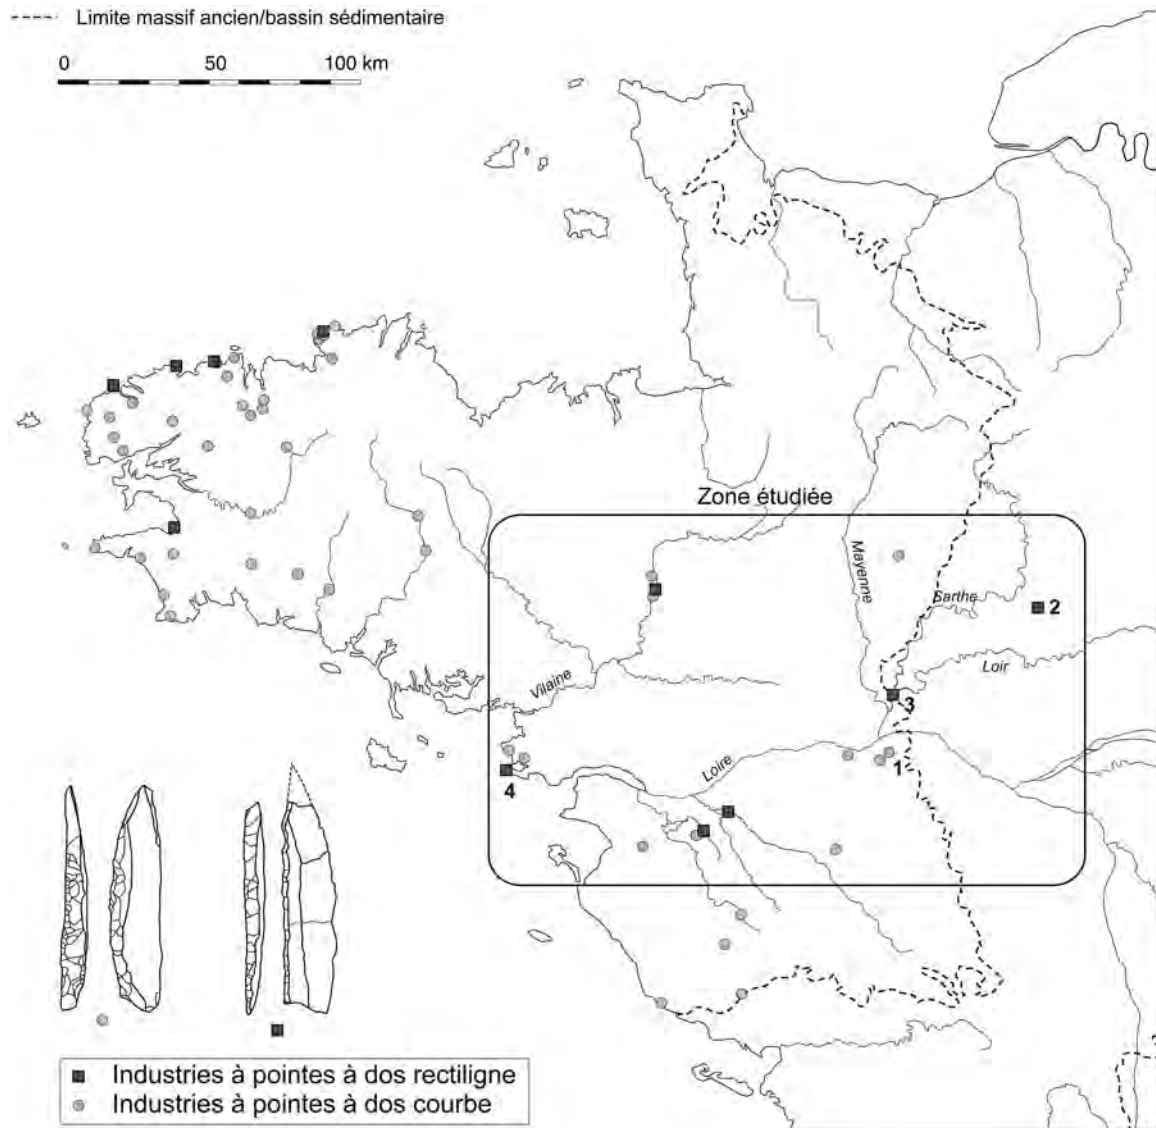 Limite massif ancien/bassin sédimentaire
0 50 100 km
Zone étudiée
Mayenne
Sarthe
2
Loir
Vilaine
3
Loire
1
4
Industries à pointes à dos rectiligne
Industries à pointes à dos courbe